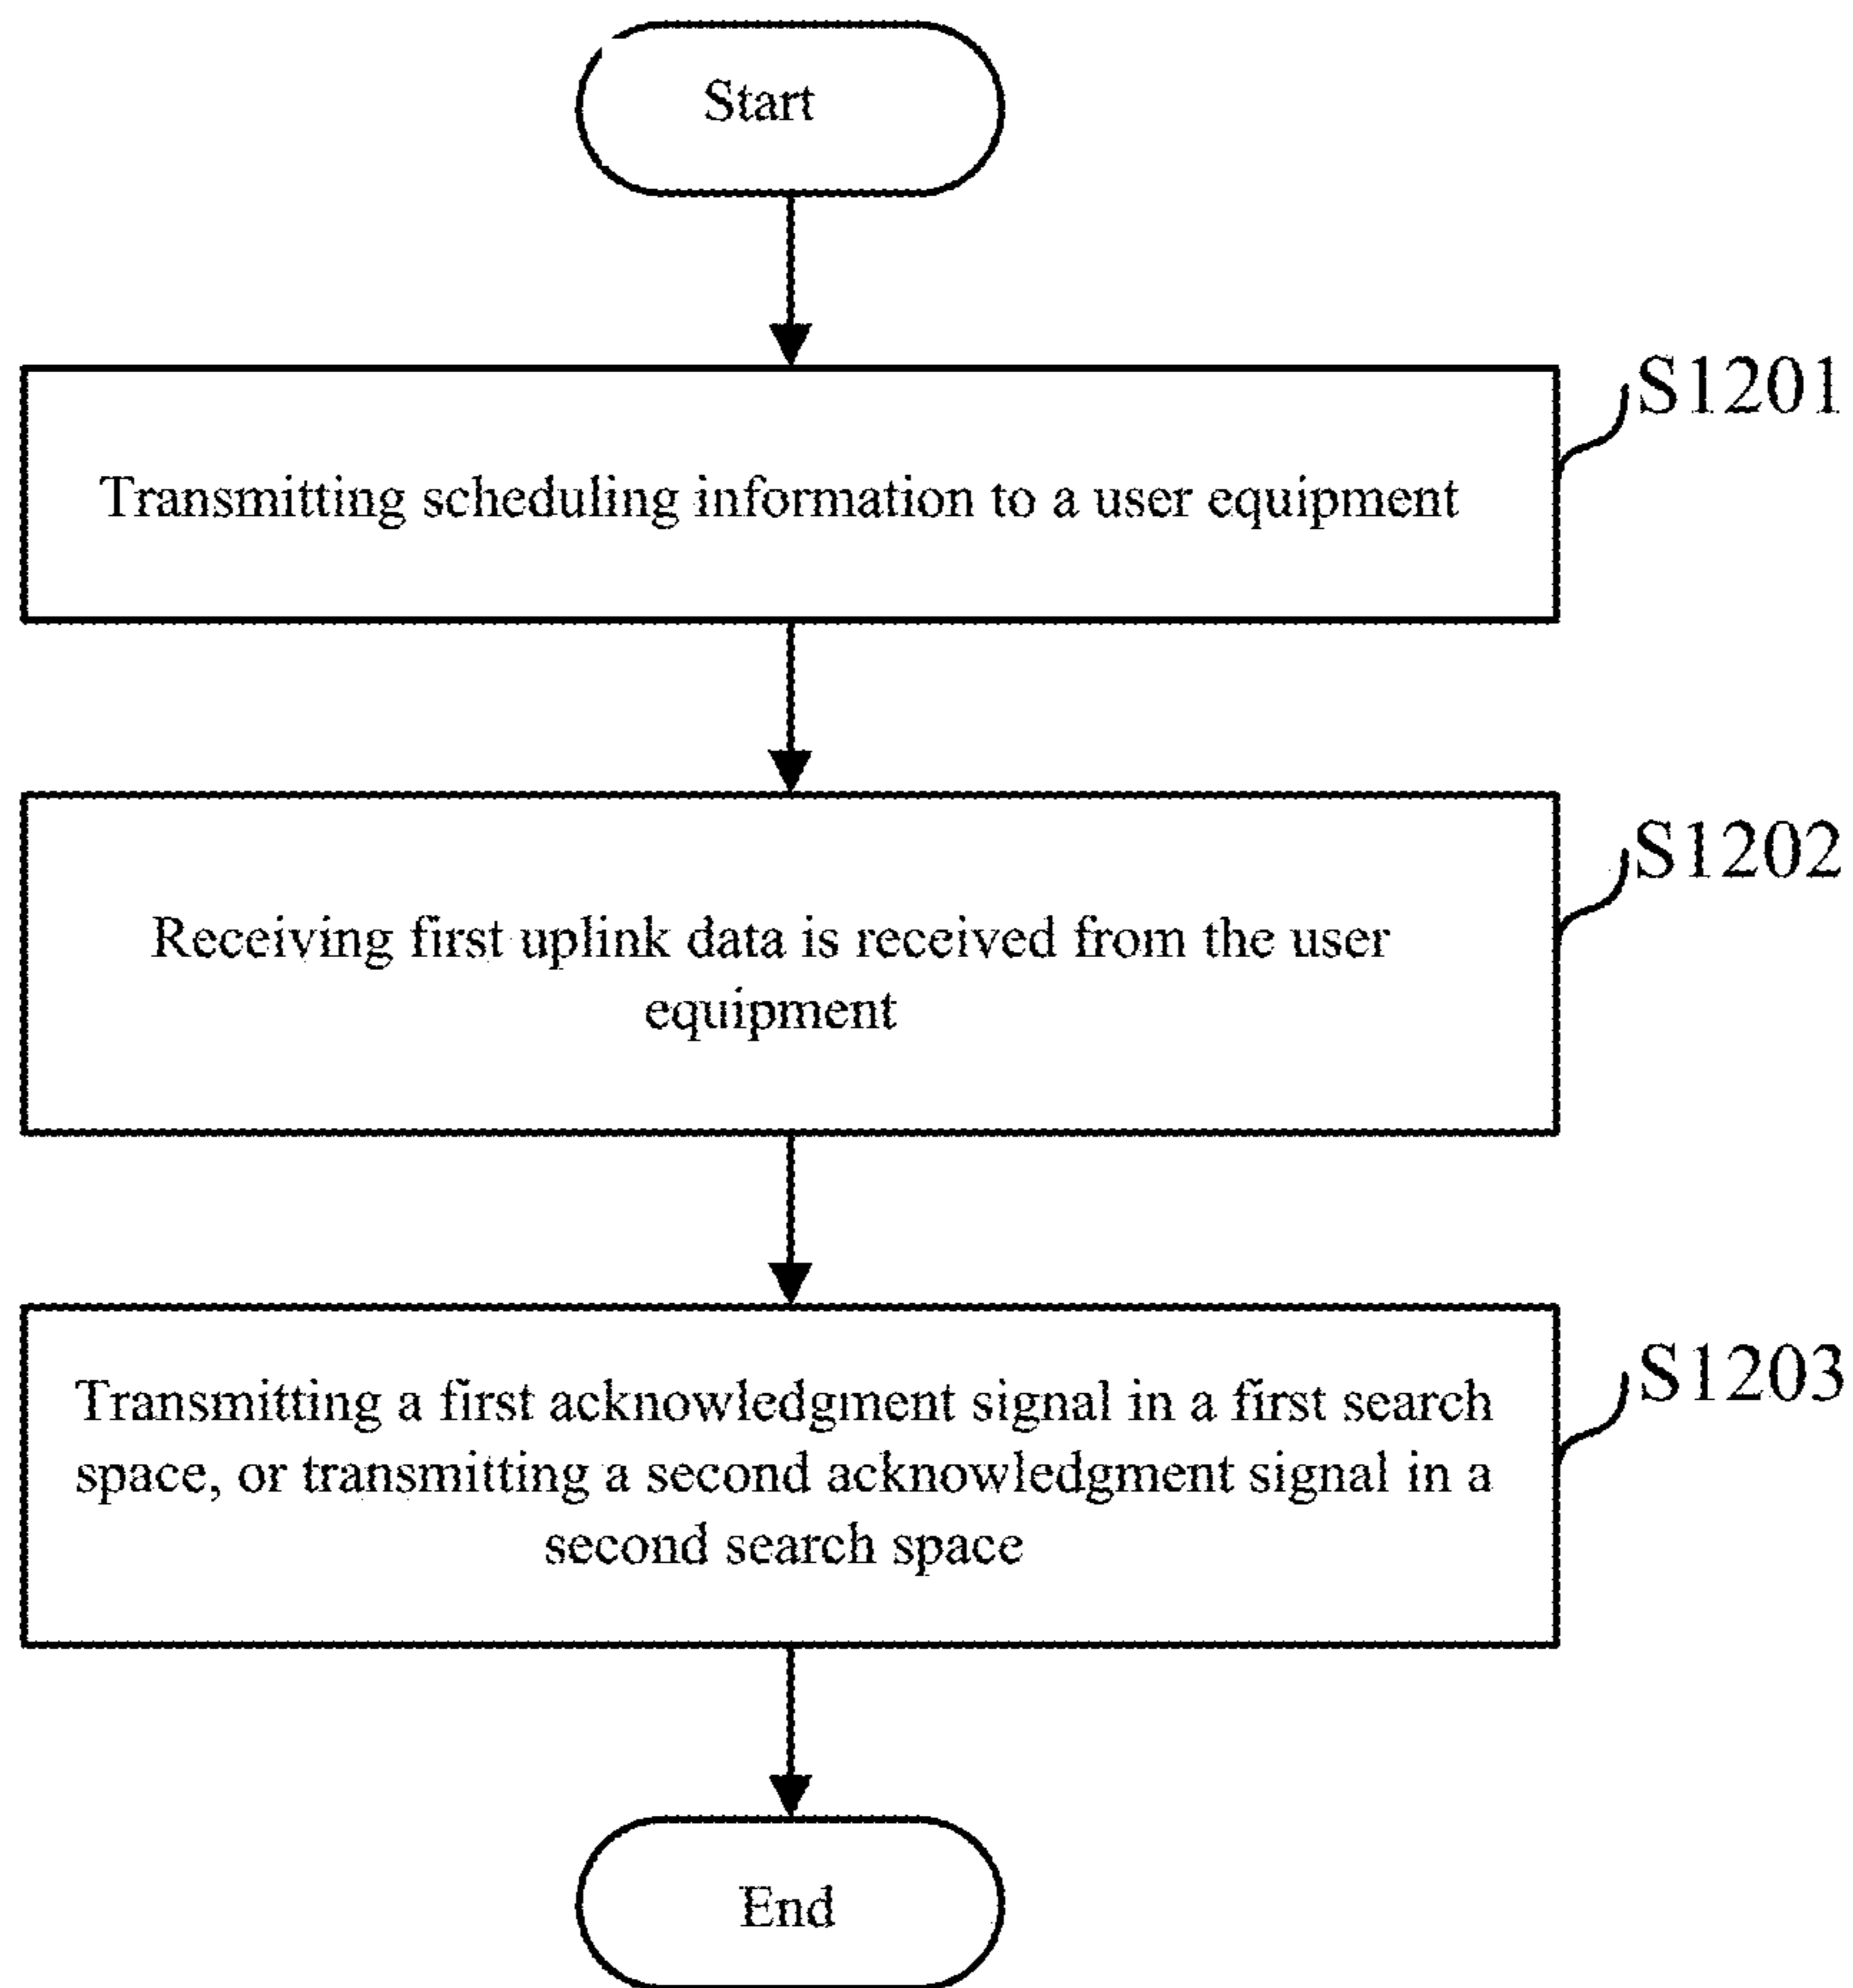 Start
S1201
Transmitting scheduling information to a user equipment
S1202
Receiving first uplink data is received from the user
equipment
S1203
Transmitting a first acknowledgment signal in a first search
space, or transmitting a second acknowledgment signal in a
second search space
End